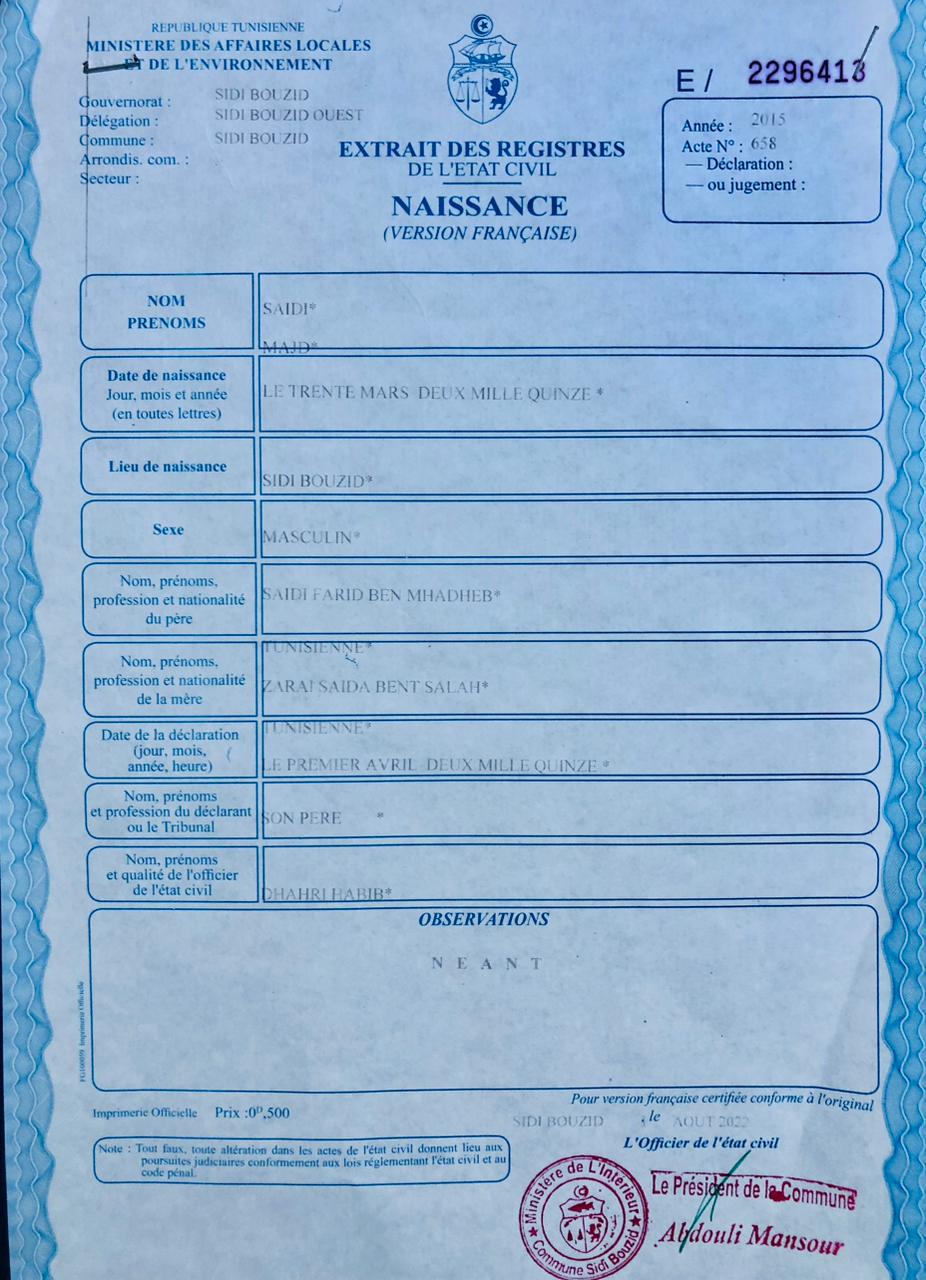 REPUBLIQUE TUNISIENNE
MINISTERE DES AFFAIRES LOCALES
ET DE L'ENVIRONNEMENT
Gouvernorat : SIDI BOUZID
Délégation : SIDI BOUZID OUEST
Commune : SIDI BOUZID
Arrondis. com. :
Secteur :
E / 2296413
Année : 2015
Acte N° : 658
— Déclaration :
— ou jugement :
EXTRAIT DES REGISTRES
DE L'ETAT CIVIL
NAISSANCE
(VERSION FRANÇAISE)
NOM
PRENOMS
SAIDI*
MAJD*
Date de naissance
Jour, mois et année
(en toutes lettres)
LE TRENTE MARS DEUX MILLE QUINZE *
Lieu de naissance
SIDI BOUZID*
Sexe
MASCULIN*
Nom, prénoms,
profession et nationalité
du père
SAIDI FARID BEN MHADHEB*
TUNISIENNE*
Nom, prénoms,
profession et nationalité
de la mère
ZARAI SAIDA BENT SALAH*
TUNISIENNE*
Date de la déclaration
(jour, mois,
année, heure)
LE PREMIER AVRIL DEUX MILLE QUINZE *
Nom, prénoms
et profession du déclarant
ou le Tribunal
SON PERE *
Nom, prénoms
et qualité de l'officier
de l'état civil
DHAHRI HABIB*
OBSERVATIONS
N E A N T
FG100099 Imprimerie Officielle
Imprimerie Officielle Prix :0ᴰ,500
Pour version française certifiée conforme à l'original
SIDI BOUZID le AOUT 2022
L'Officier de l'état civil
Note : Tout faux, toute altération dans les actes de l'état civil donnent lieu aux
poursuites judiciaires conformement aux lois réglementant l'état civil et au
code pénal.
Ministère de L'Intérieur
Commune Sidi Bouzid
Le Président de la Commune
Abdouli Mansour